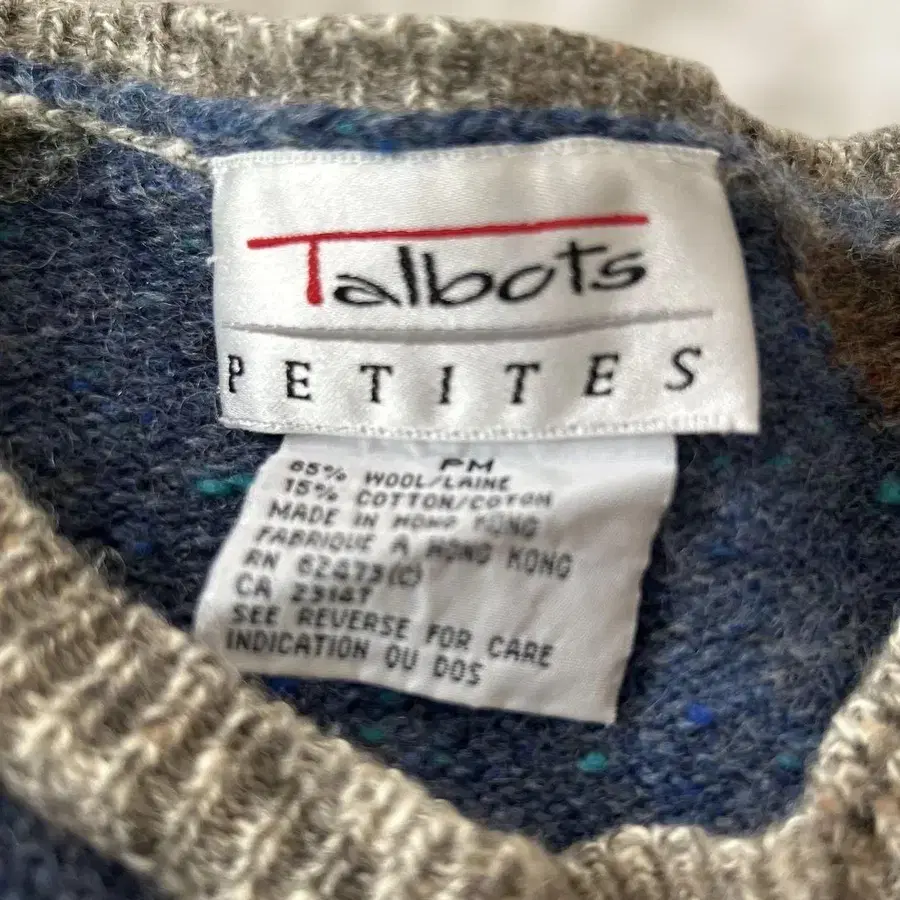 Talbots
PETITES
PM
85% WOOL/LAINE
15% COTTON/COTON
MADE IN HONG KONG
FABRIQUE A HONG KONG
RN 62473(C)
CA 23147
SEE REVERSE FOR CARE
INDICATION OU DOS